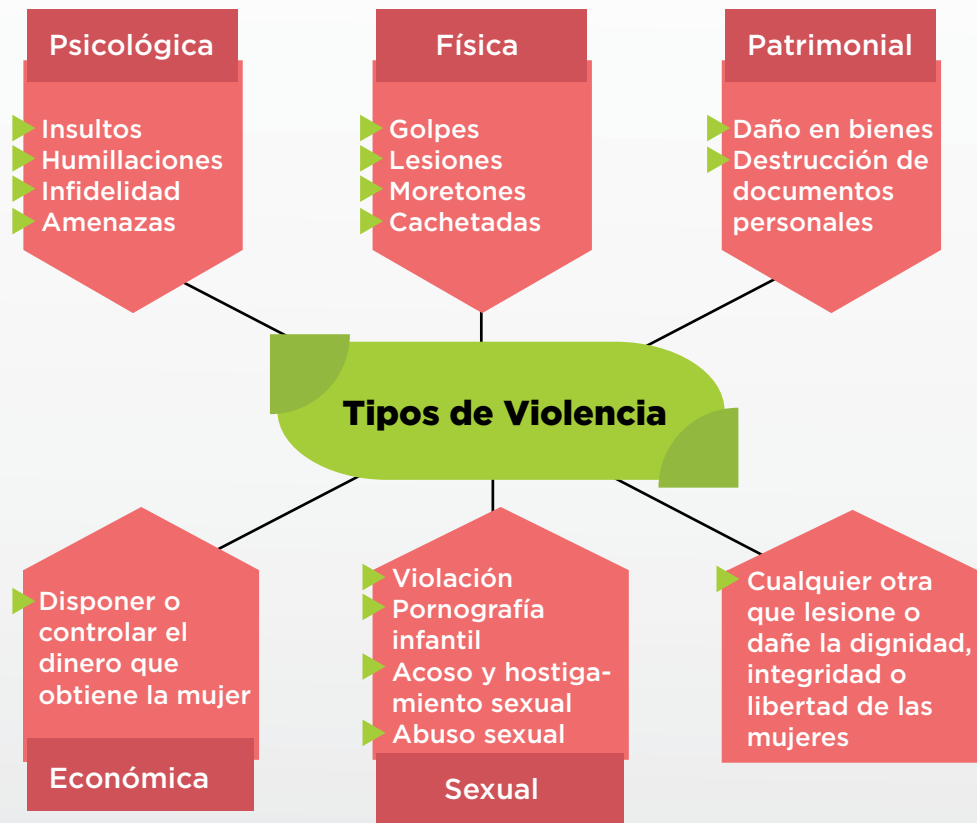 Psicológica
Insultos
Humillaciones
Infidelidad
Amenazas
Física
Golpes
Lesiones
Moretones
Cachetadas
Patrimonial
Daño en bienes
Destrucción de
documentos
personales
Tipos de Violencia
Disponer o
controlar el
dinero que
obtiene la mujer
Económica
Violación
Pornografía
infantil
Acoso y hostiga-
miento sexual
Abuso sexual
Sexual
Cualquier otra
que lesione o
dañe la dignidad,
integridad o
libertad de las
mujeres